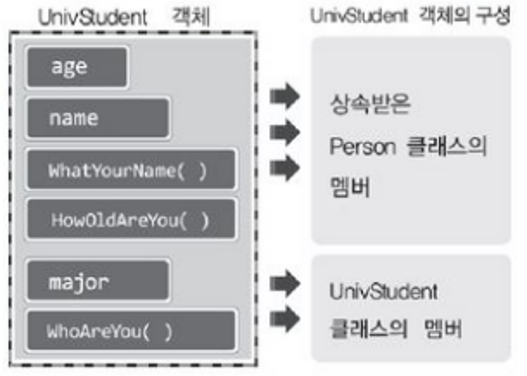 UnivStudent 객체
UnivStudent 객체의 구성
age
name
WhatYourName( )
HowOldAreYou( )
major
WhoAreYou( )
상속받은
Person 클래스의
멤버
UnivStudent
클래스의 멤버